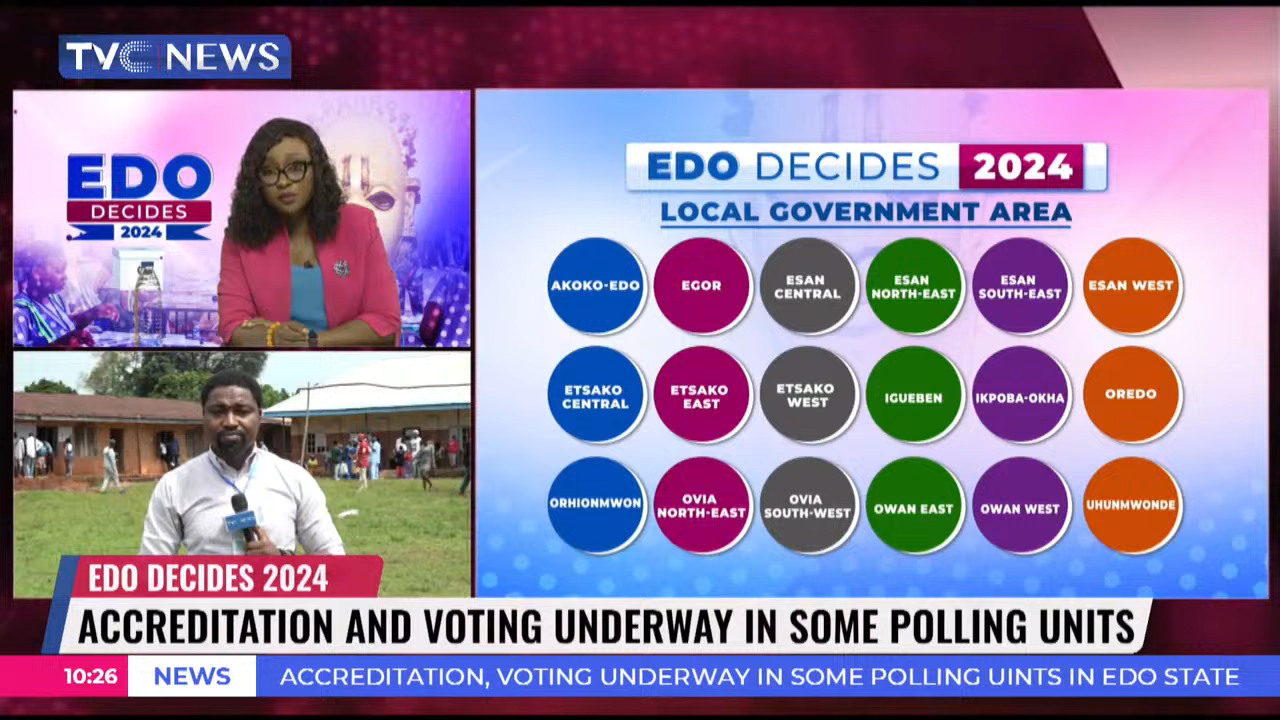 TVC NEWS
EDO
DECIDES
2024
EDO DECIDES 2024
LOCAL GOVERNMENT AREA
AKOKO-EDO
EGOR
ESAN
CENTRAL
ESAN
NORTH-EAST
ESAN
SOUTH-EAST
ESAN WEST
ETSAKO
CENTRAL
ETSAKO
EAST
ETSAKO
WEST
IGUEBEN
IKPOBA-OKHA
OREDO
ORHIONMWON
OVIA
NORTH-EAST
OVIA
SOUTH-WEST
OWAN EAST
OWAN WEST
UHUNMWONDE
TVC NEWS
EDO DECIDES 2024
ACCREDITATION AND VOTING UNDERWAY IN SOME POLLING UNITS
10:26 NEWS ACCREDITATION, VOTING UNDERWAY IN SOME POLLING UINTS IN EDO STATE